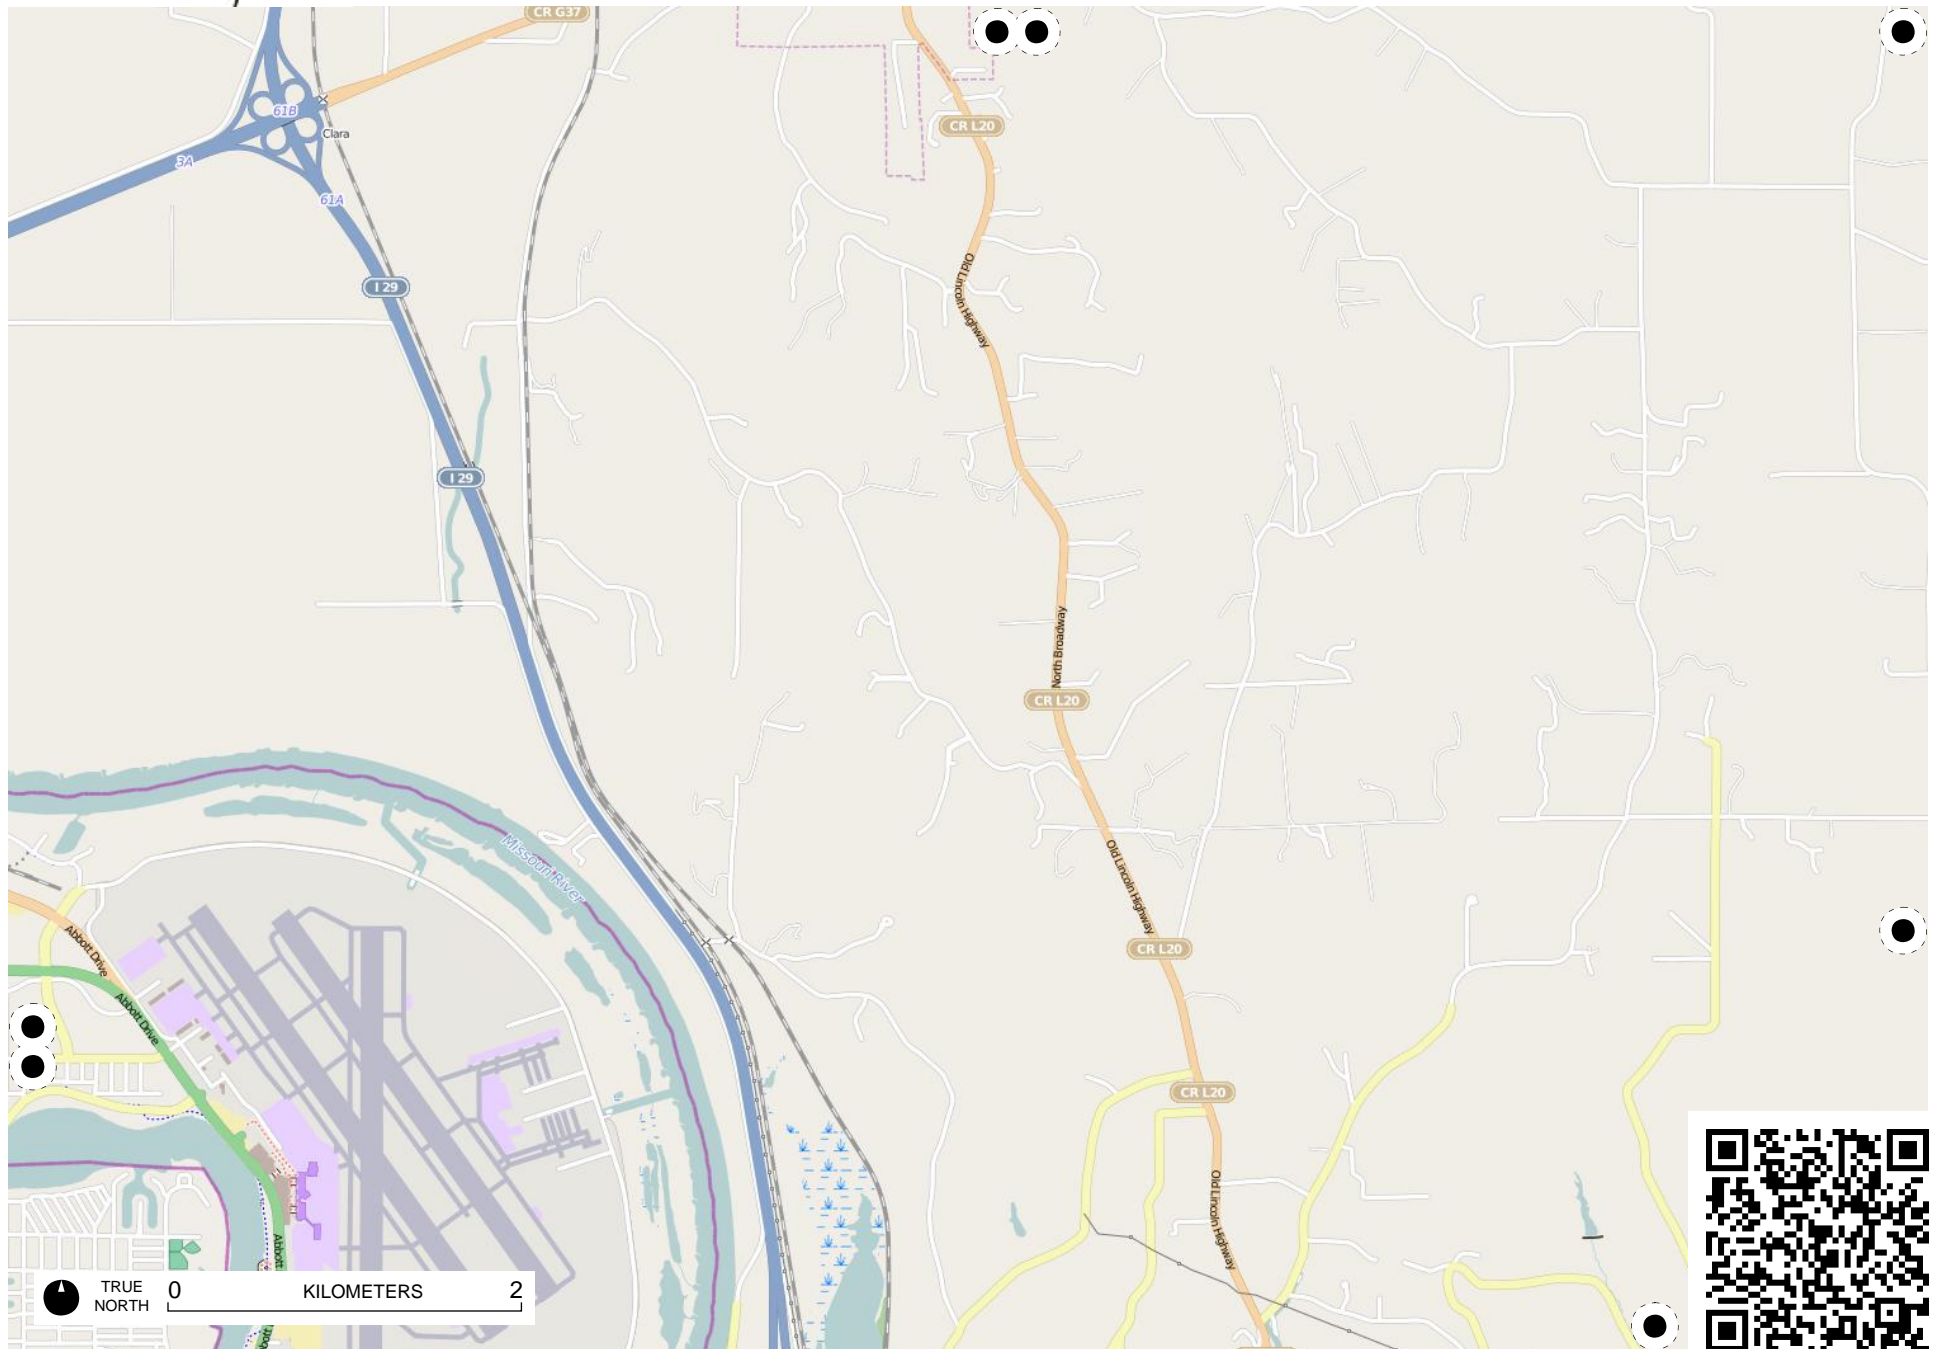 CR G37
61B
Clara
CR L20
3A
61A
I 29
Old Lincoln Highway
I 29
North Broadway
CR L20
Missouri River
Old Lincoln Highway
Abbott Drive
CR L20
Abbott Drive
CR L20
Old Lincoln Highway
Abbott
TRUE NORTH
0 KILOMETERS 2